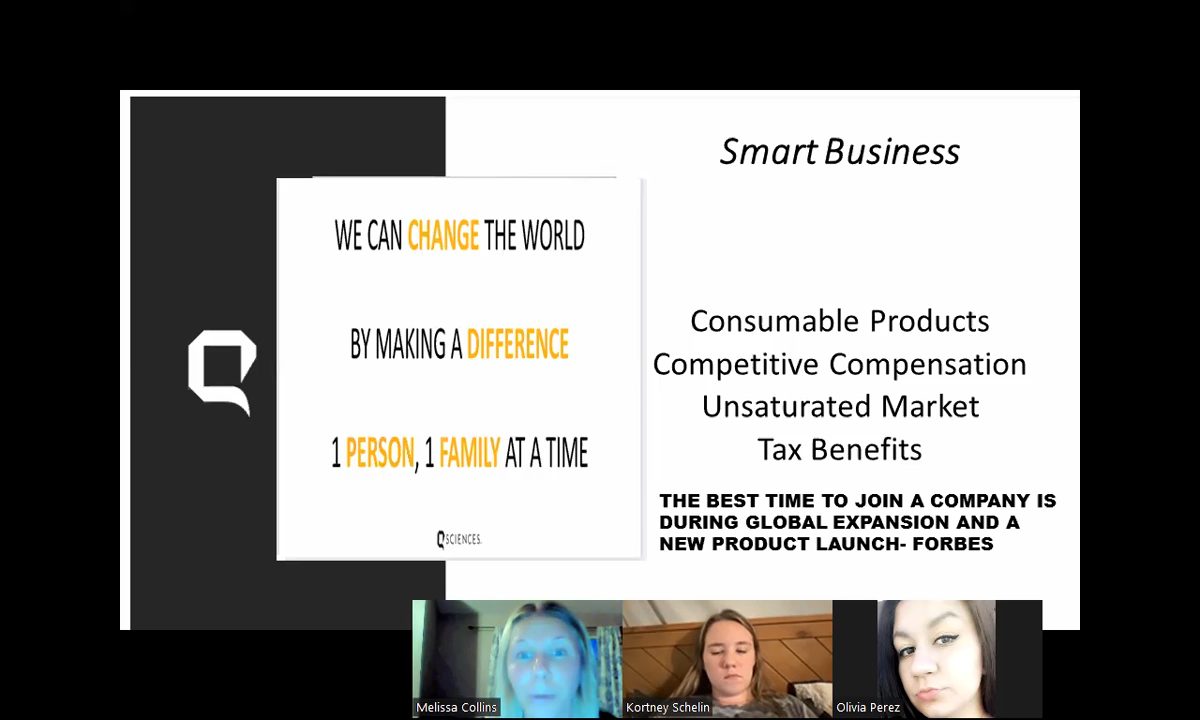 Smart Business
WE CAN CHANGE THE WORLD
BY MAKING A DIFFERENCE
1 PERSON, 1 FAMILY AT A TIME
QSCIENCES.
Consumable Products
Competitive Compensation
Unsaturated Market
Tax Benefits
THE BEST TIME TO JOIN A COMPANY IS
DURING GLOBAL EXPANSION AND A
NEW PRODUCT LAUNCH- FORBES
Melissa Collins
Kortney Schelin
Olivia Perez